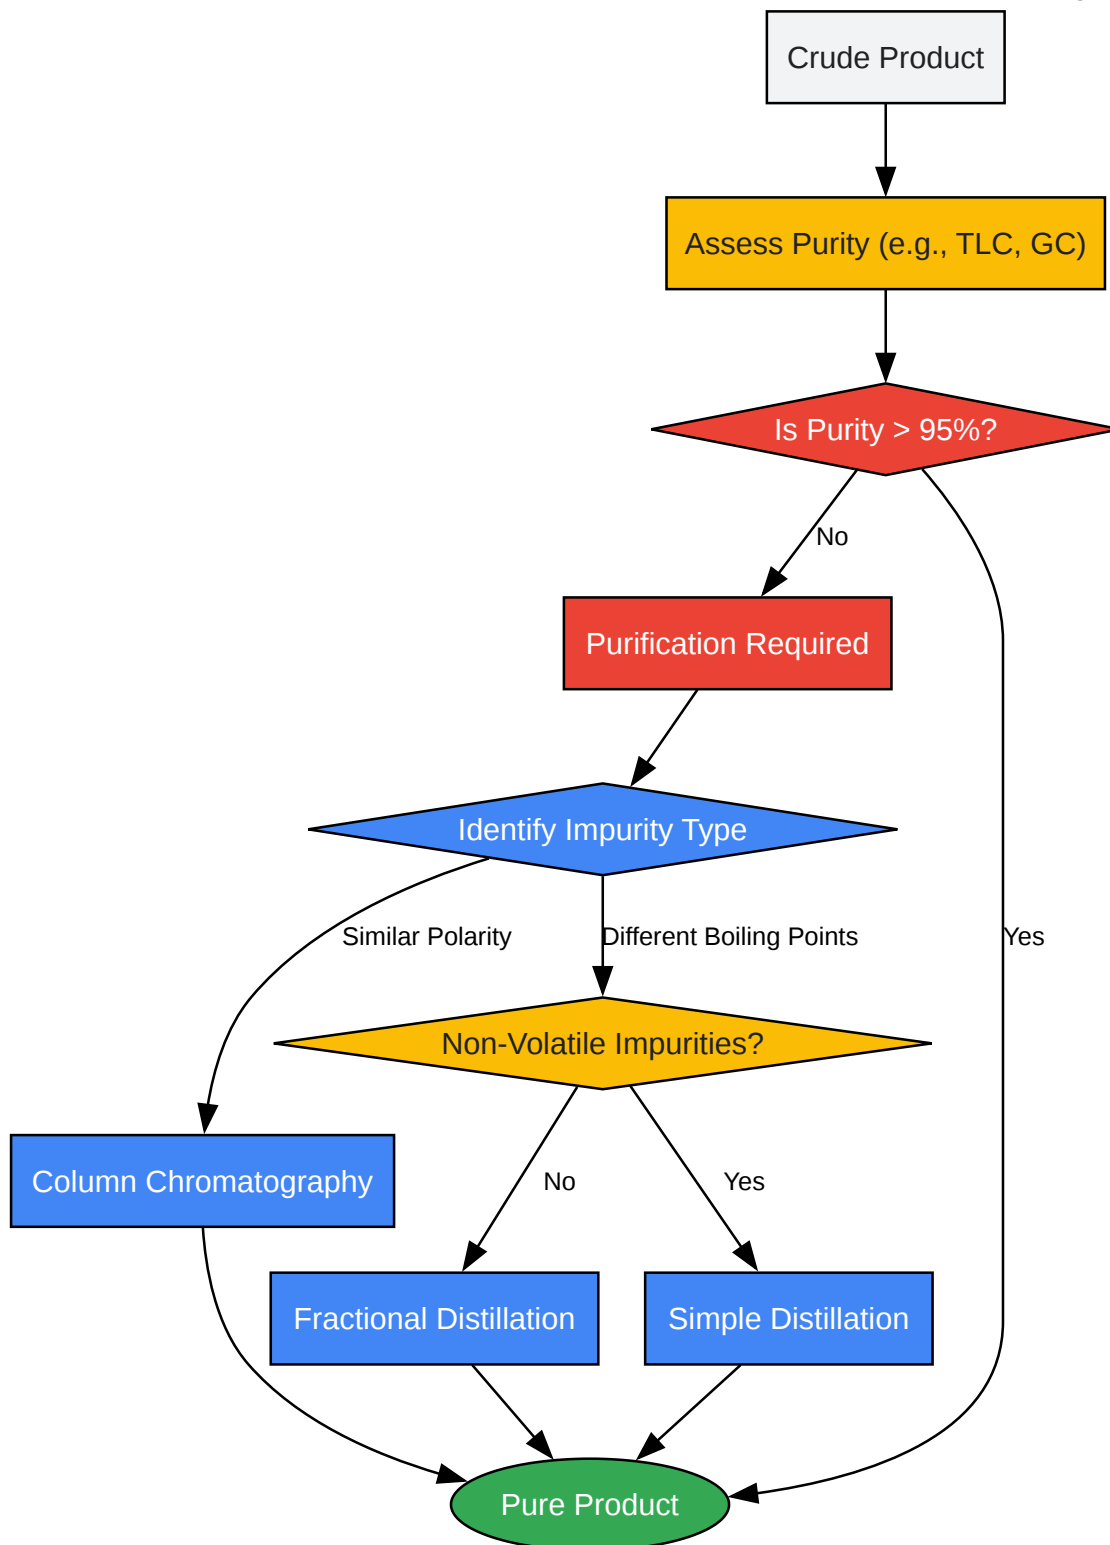 Crude Product
Assess Purity (e.g., TLC, GC)
Is Purity > 95%?
No
Purification Required
Identify Impurity Type
Similar Polarity
Different Boiling Points
Yes
Non-Volatile Impurities?
Column Chromatography
No
Yes
Fractional Distillation
Simple Distillation
Pure Product